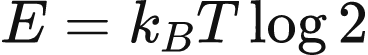 E = k_B T log 2